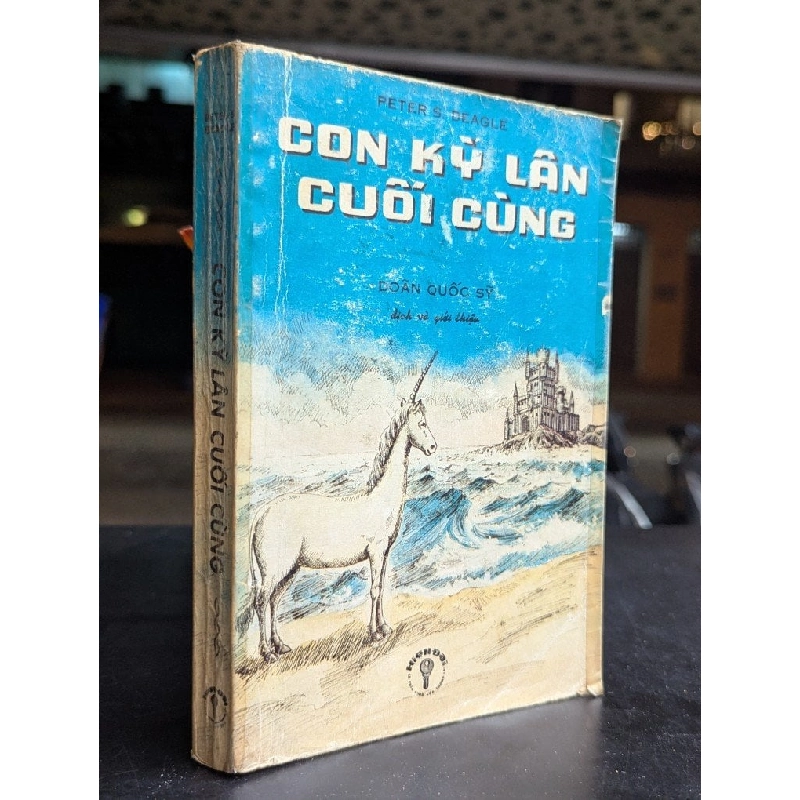 PETER S. BEAGLE
CON KỲ LÂN
CUỐI CÙNG
DOÃN QUỐC SỸ
dịch và giới thiệu
CON KỲ LÂN CUỐI CÙNG